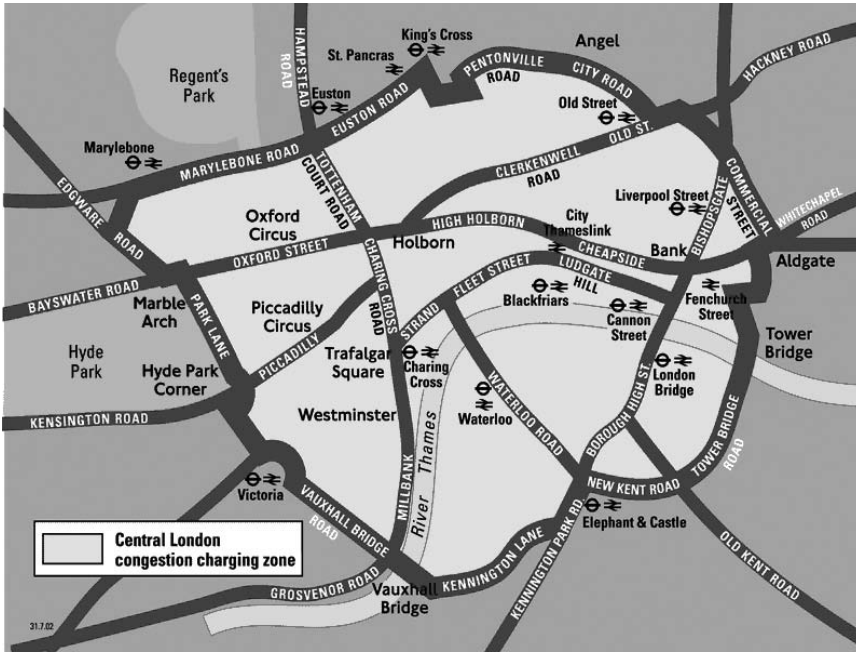 King's Cross
Angel
HACKNEY ROAD
HAMPSTEAD
ROAD
St. Pancras
PENTONVILLE
ROAD
CITY ROAD
Regent's
Park
Euston
EUSTON ROAD
Old Street
OLD ST.
Marylebone
MARYLEBONE ROAD
TOTTENHAM
COURT ROAD
CLERKENWELL
ROAD
COMMERCIAL
STREET
EDGWARE ROAD
Liverpool Street
BISHOPSGATE
WHITECHAPEL
ROAD
Oxford
Circus
HIGH HOLBORN
City
Thameslink
OXFORD STREET
Holborn
CHEAPSIDE
Bank
Aldgate
BAYSWATER ROAD
CHARING CROSS
ROAD
FLEET STREET
LUDGATE
HILL
Marble
Arch
PARK LANE
Piccadilly
Circus
STRAND
Blackfriars
Fenchurch
Street
Cannon
Street
Hyde
Park
Hyde Park
Corner
PICCADILLY
Trafalgar
Square
Charing
Cross
Tower
Bridge
London
Bridge
KENSINGTON ROAD
Westminster
Waterloo
WATERLOO ROAD
BOROUGH HIGH ST.
TOWER BRIDGE
ROAD
River Thames
MILLBANK
Victoria
VAUXHALL BRIDGE
ROAD
NEW KENT ROAD
Elephant & Castle
KENNINGTON PARK RD.
KENNINGTON LANE
OLD KENT ROAD
Central London
congestion charging zone
GROSVENOR ROAD
Vauxhall
Bridge
31.7.02